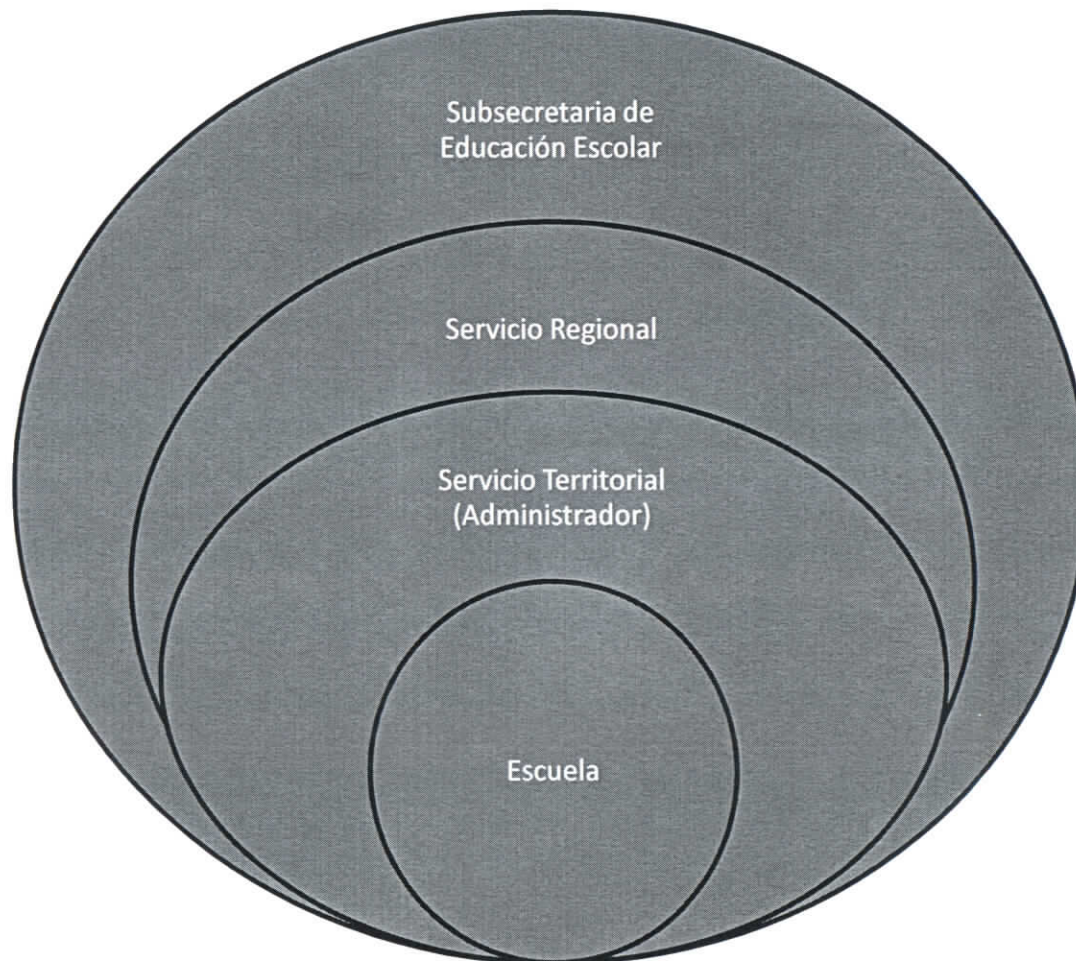 Subsecretaria de
Educación Escolar
Servicio Regional
Servicio Territorial
(Administrador)
Escuela